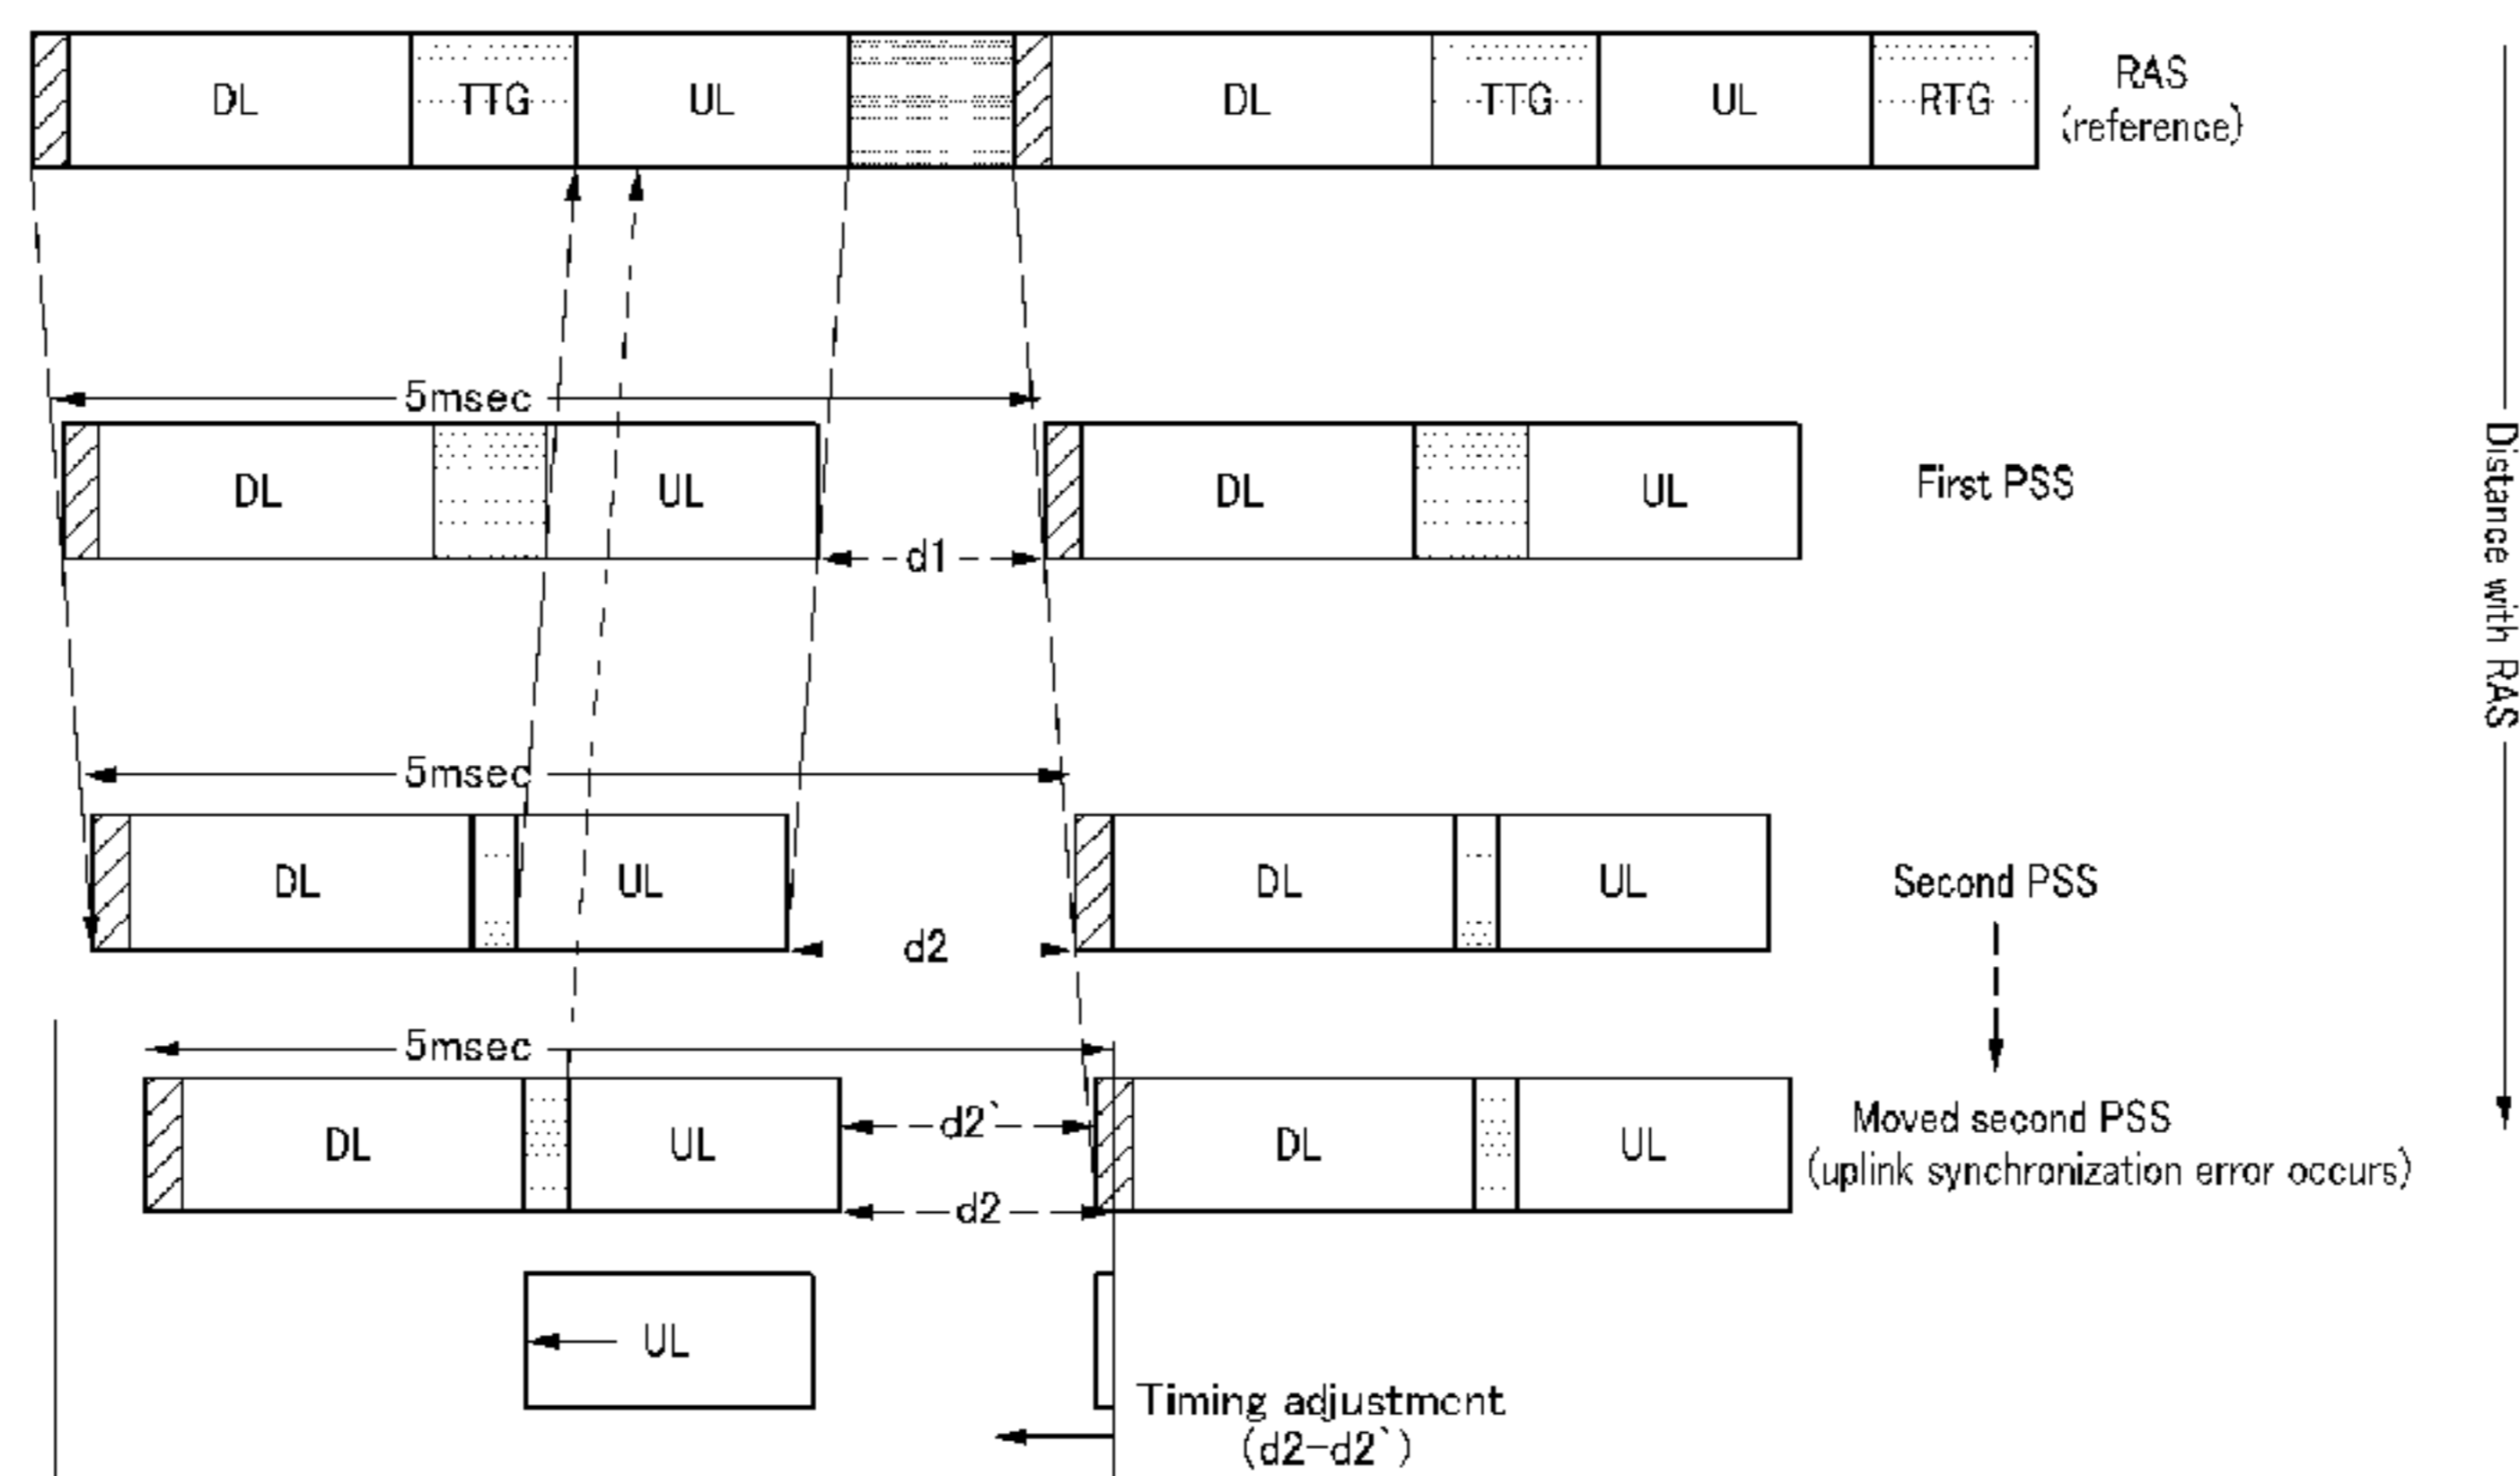 DL TTG UL DL TTG UL RTG RAS
(reference)
5msec
DL UL DL UL First PSS
d1
5msec
DL UL DL UL Second PSS
d2
5msec
DL UL d2` DL UL Moved second PSS
(uplink synchronization error occurs)
d2
UL
Timing adjustment
(d2-d2`)
Distance with RAS